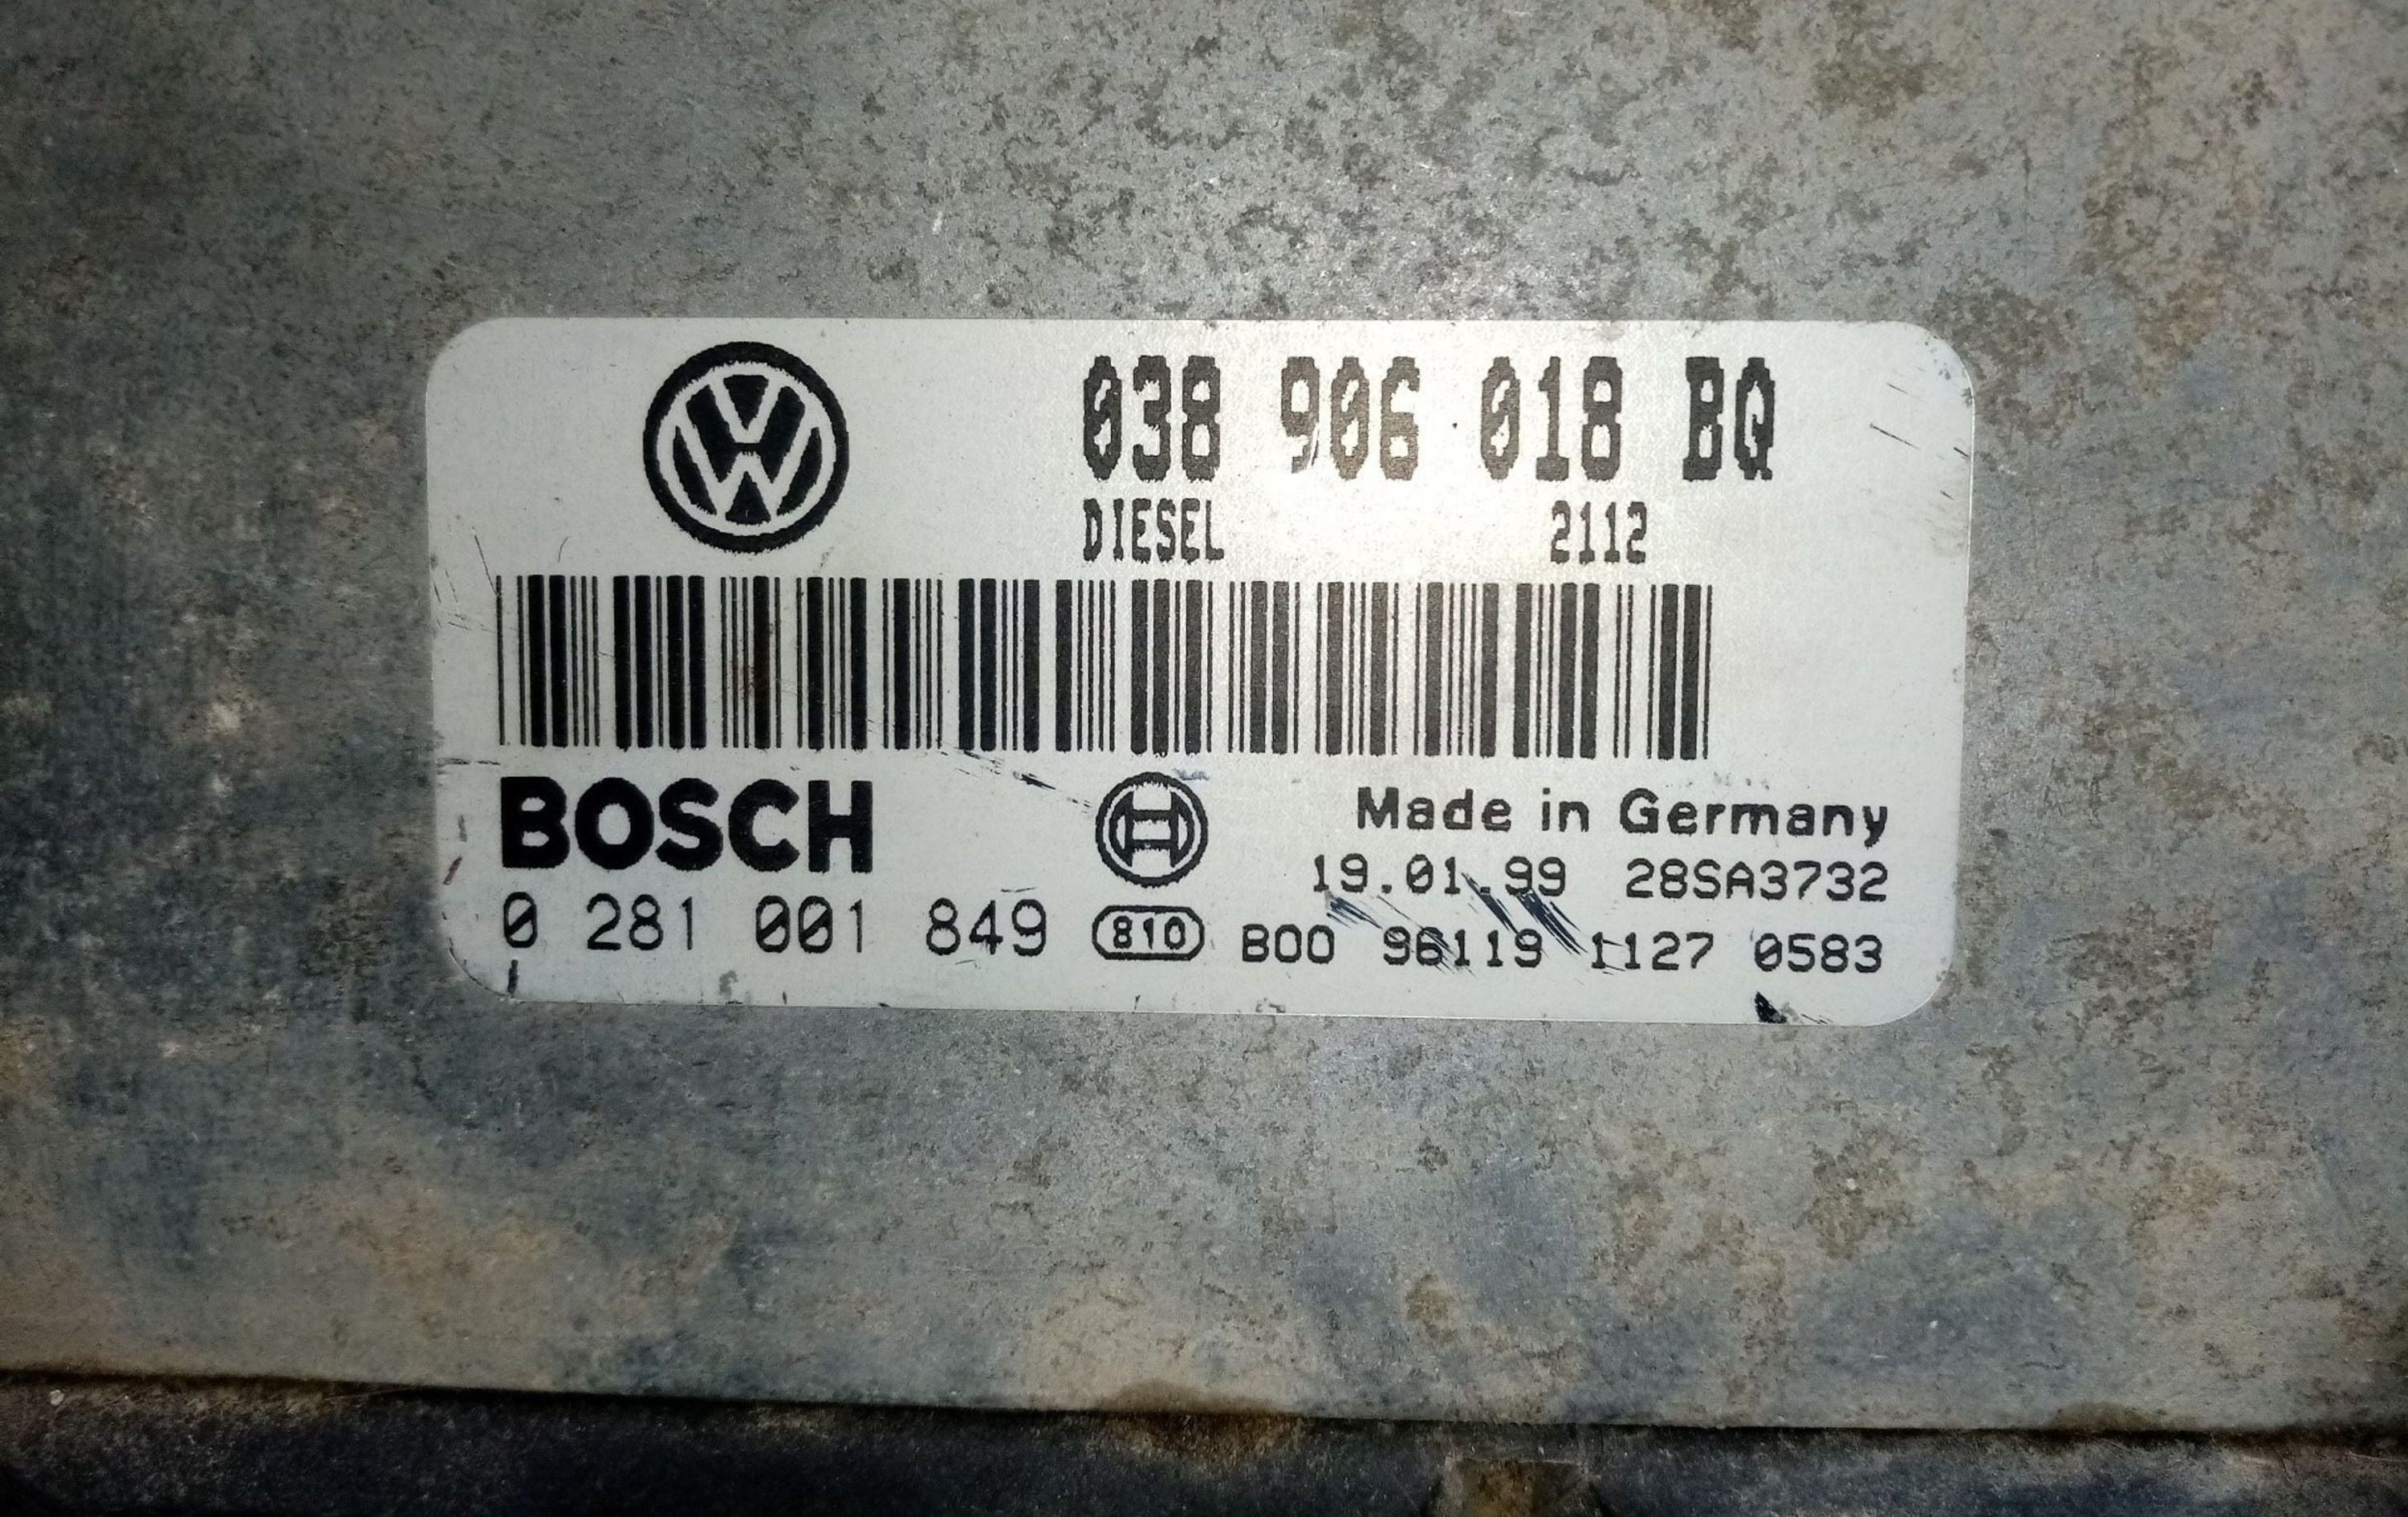 038 906 018 BQ
DIESEL 2112
BOSCH
Made in Germany
19.01.99 28SA3732
0 281 001 849 810 B00 96119 1127 0583